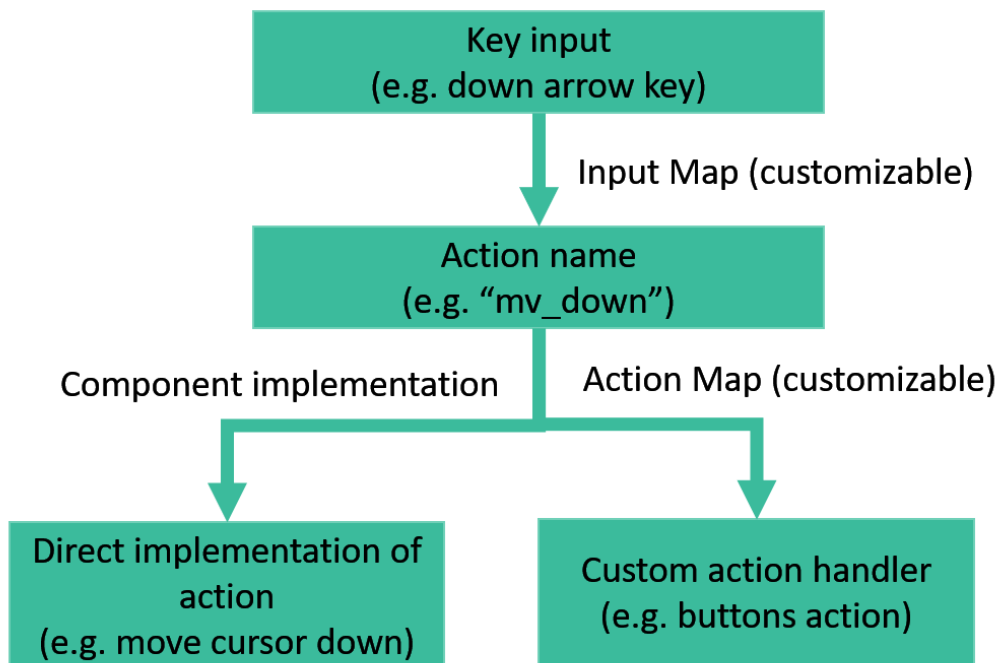 Key input
(e.g. down arrow key)
Input Map (customizable)
Action name
(e.g. “mv_down”)
Component implementation
Action Map (customizable)
Direct implementation of
action
(e.g. move cursor down)
Custom action handler
(e.g. buttons action)